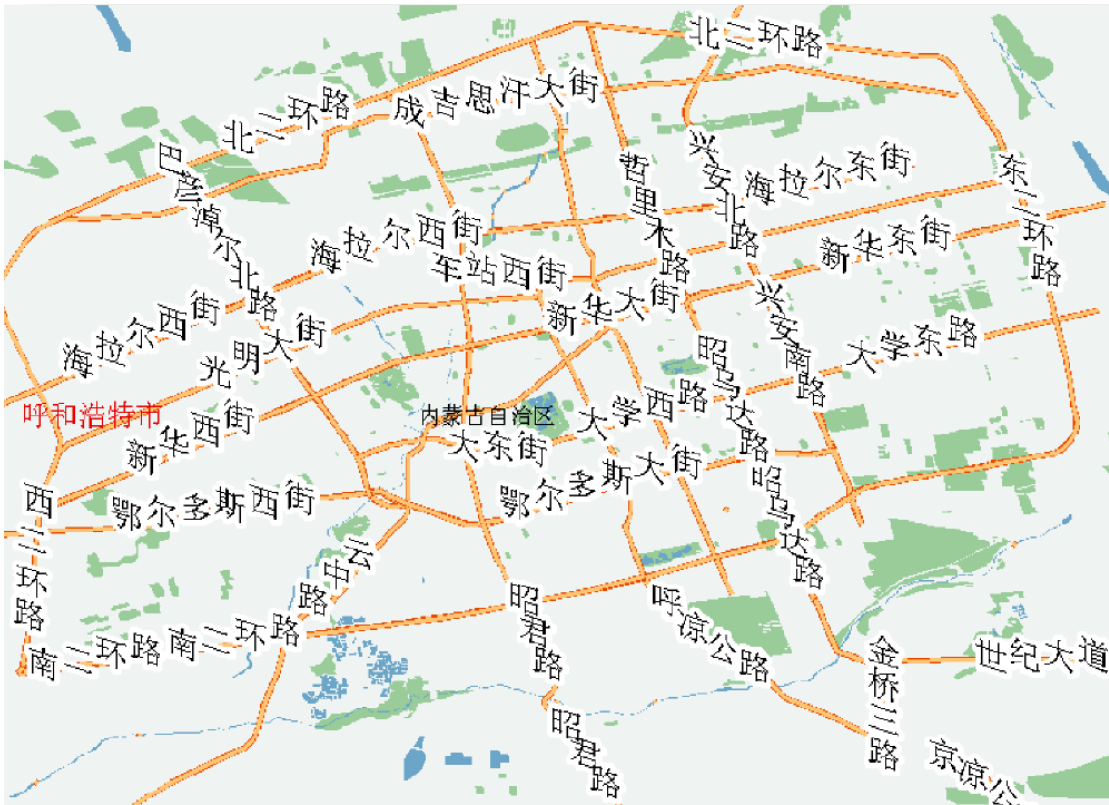 北二环路
北二环路
成吉思汗大街
巴彦淖尔北路
哲里木路
兴安北路
海拉尔东街
东二环路
海拉尔西街
车站西街
新华大街
新华东街
海拉尔西街
光明大街
兴安南路
大学东路
昭乌达路
呼和浩特市
内蒙古自治区
新华西街
大东街
大学西路
鄂尔多斯西街
鄂尔多斯大街
昭乌达路
西二环路
云中路
南二环路
南二环路
昭君路
呼凉公路
金桥三路
世纪大道
昭君路
京凉公